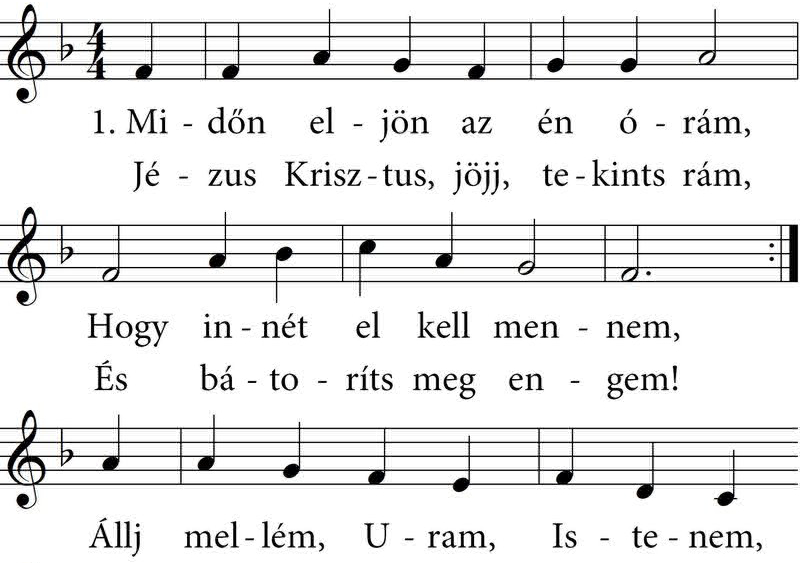 4
4
1. Mi - dőn el - jön az én ó - rám,
Jé - zus Krisz - tus, jöjj, te - kints rám,
Hogy in - nét el kell men - nem,
És bá - to - ríts meg en - gem!
Állj mel - lém, U - ram, Is - te - nem,